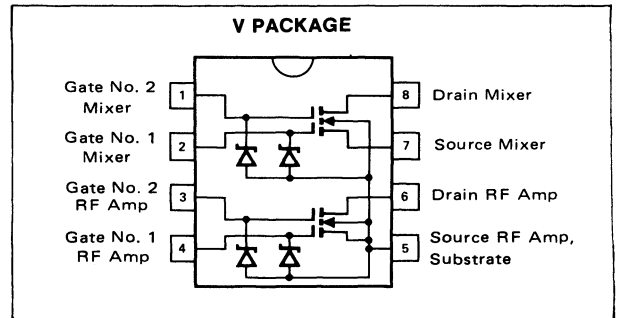 V PACKAGE
Gate No. 2
Mixer
1
8
Drain Mixer
Gate No. 1
Mixer
2
7
Source Mixer
Gate No. 2
RF Amp
3
6
Drain RF Amp
Gate No. 1
RF Amp
4
5
Source RF Amp,
Substrate